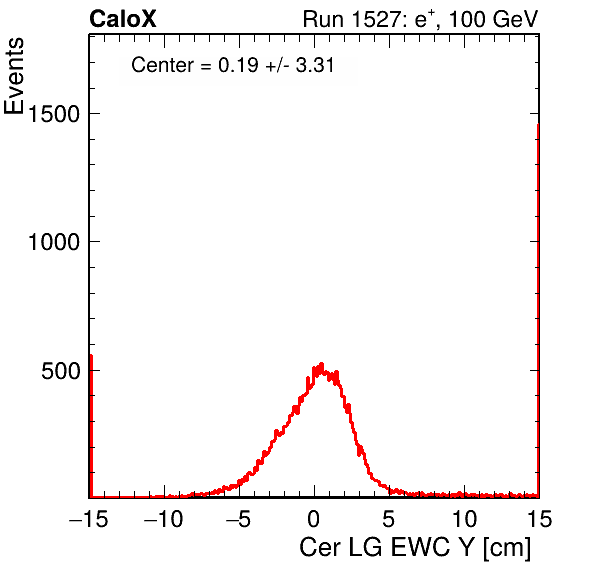 CaloX Run 1527: e+, 100 GeV
Center = 0.19 +/- 3.31
Events
1500
1000
500
−15 −10 −5 0 5 10 15
Cer LG EWC Y [cm]